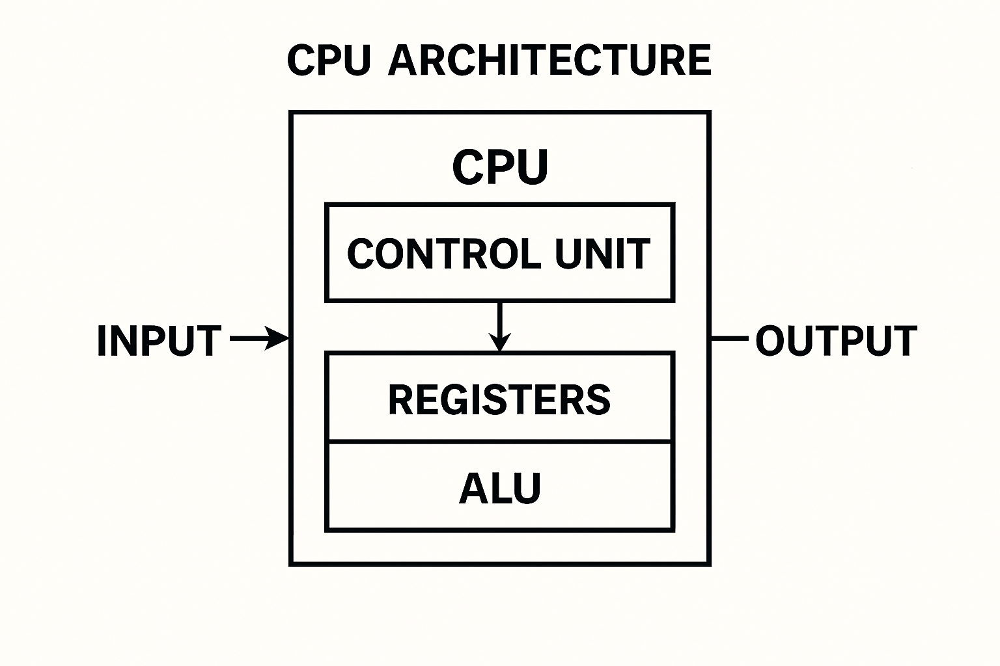 CPU ARCHITECTURE
CPU
CONTROL UNIT
INPUT
OUTPUT
REGISTERS
ALU